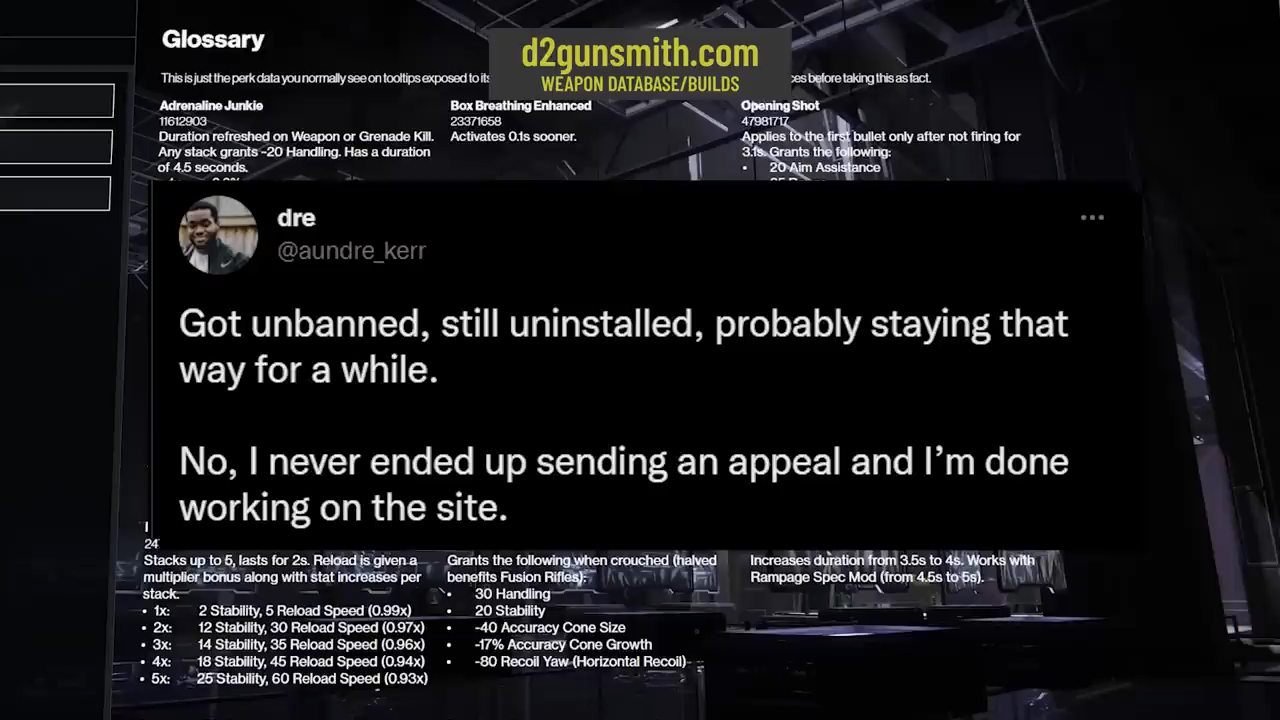 Glossary
d2gunsmith.com
WEAPON DATABASE/BUILDS
This is just the perk data you normally see on tooltips exposed to its
ces before taking this as fact.
Adrenaline Junkie
11612903
Duration refreshed on Weapon or Grenade Kill.
Any stack grants -20 Handling. Has a duration
of 4.5 seconds.
Box Breathing Enhanced
23371658
Activates 0.1s sooner.
Opening Shot
47981717
Applies to the first bullet only after not firing for
3.1s. Grants the following:
• 20 Aim Assistance
dre
@aundre_kerr
Got unbanned, still uninstalled, probably staying that
way for a while.
No, I never ended up sending an appeal and I’m done
working on the site.
24
Stacks up to 5, lasts for 2s. Reload is given a
multiplier bonus along with stat increases per
stack.
• 1x: 2 Stability, 5 Reload Speed (0.99x)
• 2x: 12 Stability, 30 Reload Speed (0.97x)
• 3x: 14 Stability, 35 Reload Speed (0.96x)
• 4x: 18 Stability, 45 Reload Speed (0.94x)
• 5x: 25 Stability, 60 Reload Speed (0.93x)
Grants the following when crouched (halved
benefits Fusion Rifles):
• 30 Handling
• 20 Stability
• -40 Accuracy Cone Size
• -17% Accuracy Cone Growth
• -80 Recoil Yaw (Horizontal Recoil)
Increases duration from 3.5s to 4s. Works with
Rampage Spec Mod (from 4.5s to 5s).